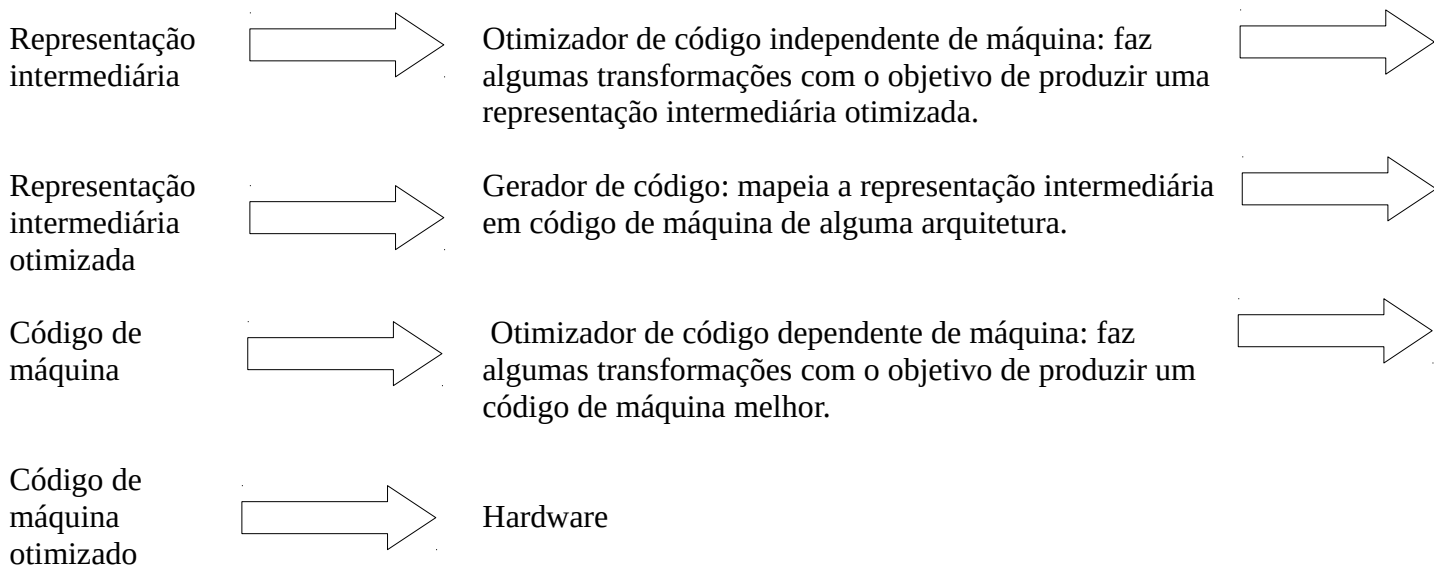 Representação
intermediária
Otimizador de código independente de máquina: faz
algumas transformações com o objetivo de produzir uma
representação intermediária otimizada.
Representação
intermediária
otimizada
Gerador de código: mapeia a representação intermediária
em código de máquina de alguma arquitetura.
Código de
máquina
Otimizador de código dependente de máquina: faz
algumas transformações com o objetivo de produzir um
código de máquina melhor.
Código de
máquina
otimizado
Hardware